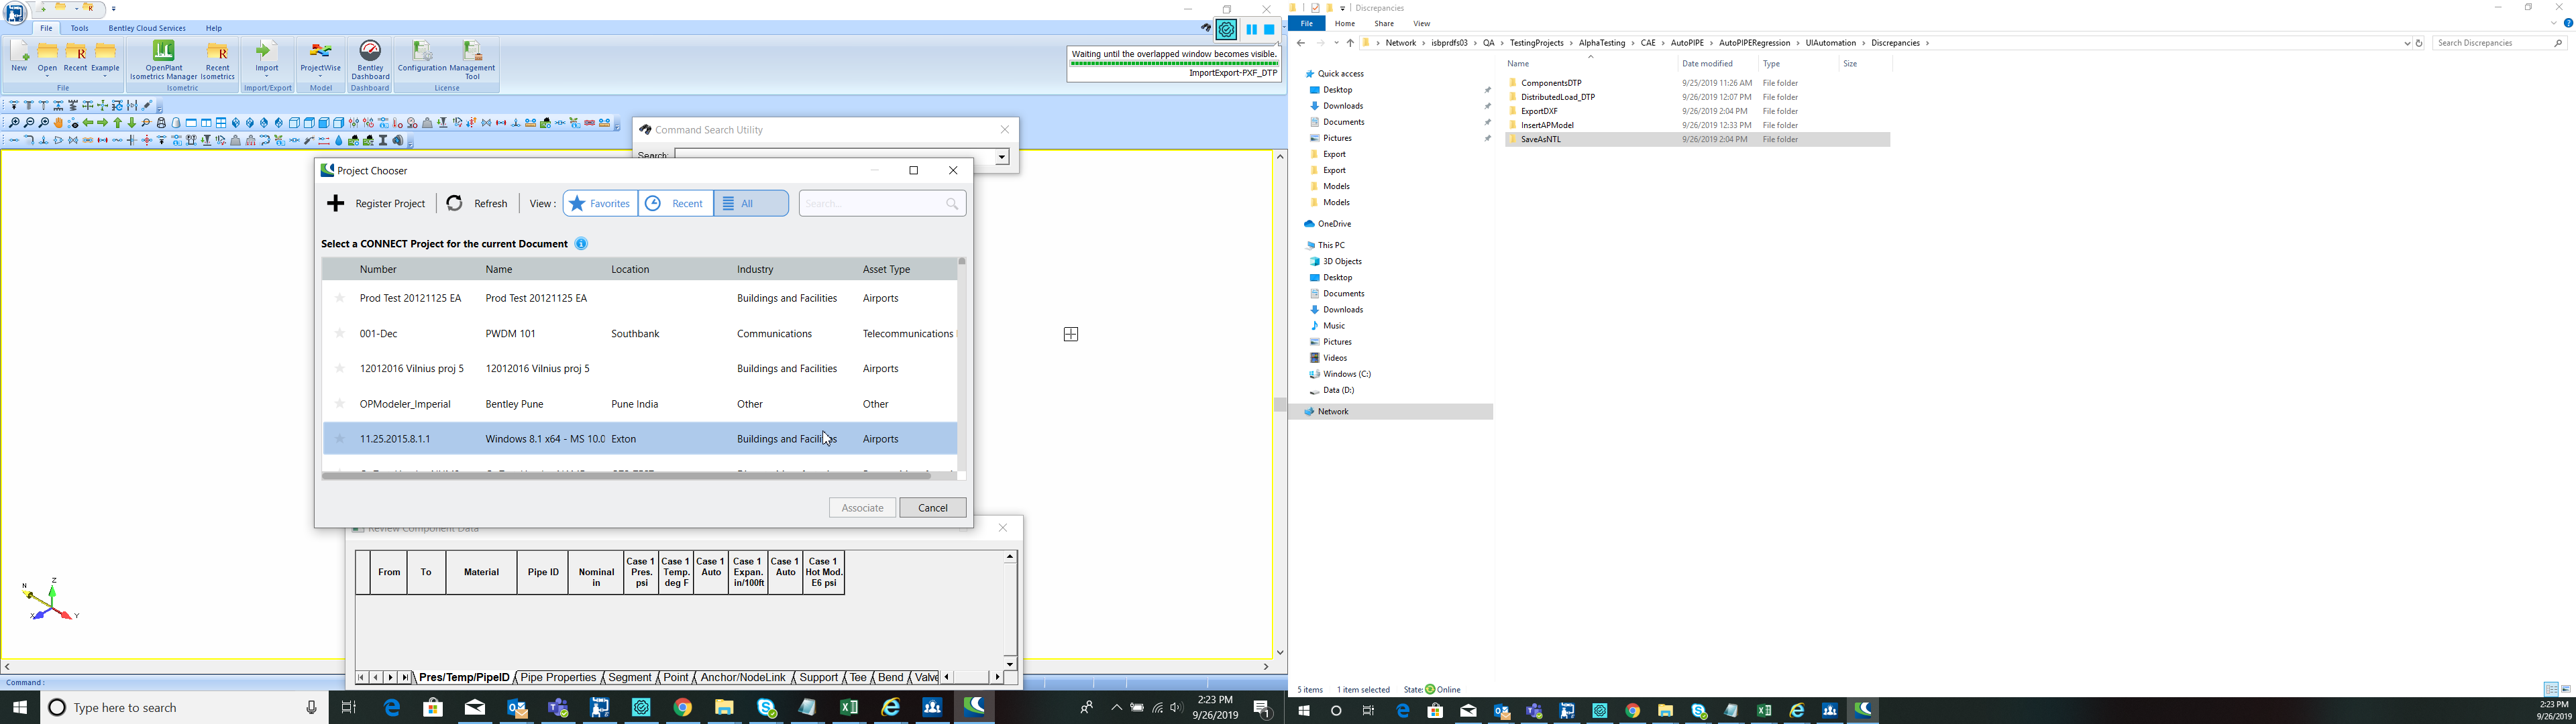 File Tools Bentley Cloud Services Help
New Open Recent Example
OpenPlant Isometrics Manager
Recent Isometrics
Import
ProjectWise
Bentley Dashboard
Configuration
Management Tool
File Isometric Import/Export Model Dashboard License
Waiting until the overlapped window becomes visible.
ImportExport-PXF_DTP
Command Search Utility
Search:
Project Chooser
Register Project Refresh View : Favorites Recent All Search...
Select a CONNECT Project for the current Document
Number Name Location Industry Asset Type
Prod Test 20121125 EA Prod Test 20121125 EA Buildings and Facilities Airports
001-Dec PWDM 101 Southbank Communications Telecommunications
12012016 Vilnius proj 5 12012016 Vilnius proj 5 Buildings and Facilities Airports
OPModeler_Imperial Bentley Pune Pune India Other Other
11.25.2015.8.1.1 Windows 8.1 x64 - MS 10.0 Exton Buildings and Facilities Airports
Associate Cancel
Review Component Data
From To Material Pipe ID Nominal in Case 1 Pres. psi Case 1 Temp. deg F Case 1 Auto Case 1 Expan. in/100ft Case 1 Auto Case 1 Hot Mod. E6 psi
Pres/Temp/PipeID Pipe Properties Segment Point Anchor/NodeLink Support Tee Bend Valve
N Z X Y
Command :
Type here to search
2:23 PM
9/26/2019
1
Discrepancies
File Home Share View
Network isbprdfs03 QA TestingProjects AlphaTesting CAE AutoPIPE AutoPIPERegression UIAutomation Discrepancies
Search Discrepancies
Quick access
Desktop
Downloads
Documents
Pictures
Export
Export
Models
Models
OneDrive
This PC
3D Objects
Desktop
Documents
Downloads
Music
Pictures
Videos
Windows (C:)
Data (D:)
Network
Name Date modified Type Size
ComponentsDTP 9/25/2019 11:26 AM File folder
DistributedLoad_DTP 9/26/2019 12:07 PM File folder
ExportDXF 9/26/2019 2:04 PM File folder
InsertAPModel 9/26/2019 12:33 PM File folder
SaveAsNTL 9/26/2019 2:04 PM File folder
5 items 1 item selected State: Online
2:23 PM
9/26/2019